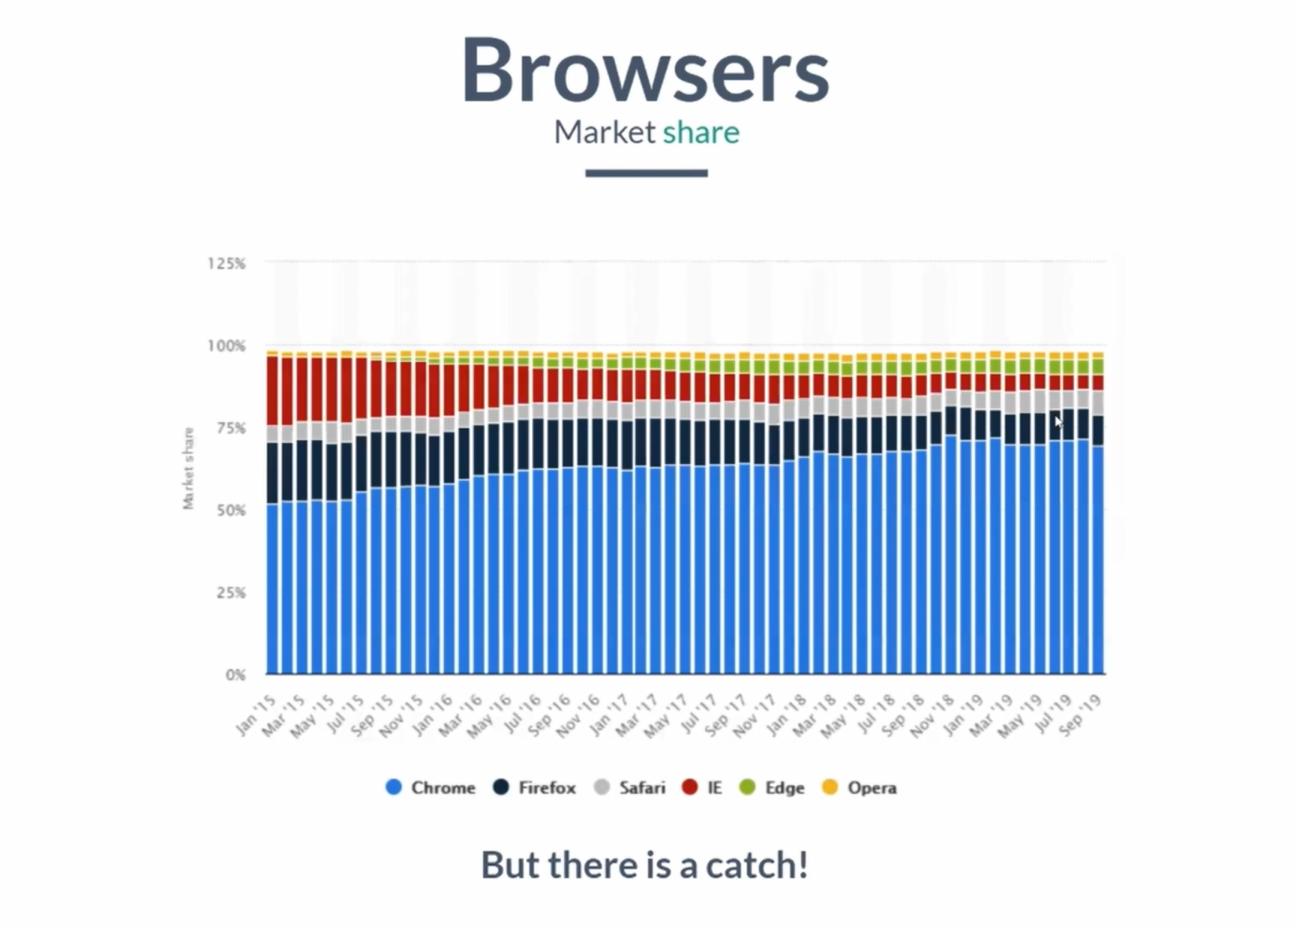 Browsers
Market share
125%
100%
75%
50%
25%
0%
Market share
Jan '15
Mar '15
May '15
Jul '15
Sep '15
Nov '15
Jan '16
Mar '16
May '16
Jul '16
Sep '16
Nov '16
Jan '17
Mar '17
May '17
Jul '17
Sep '17
Nov '17
Jan '18
Mar '18
May '18
Jul '18
Sep '18
Nov '18
Jan '19
Mar '19
May '19
Jul '19
Sep '19
Chrome Firefox Safari IE Edge Opera
But there is a catch!